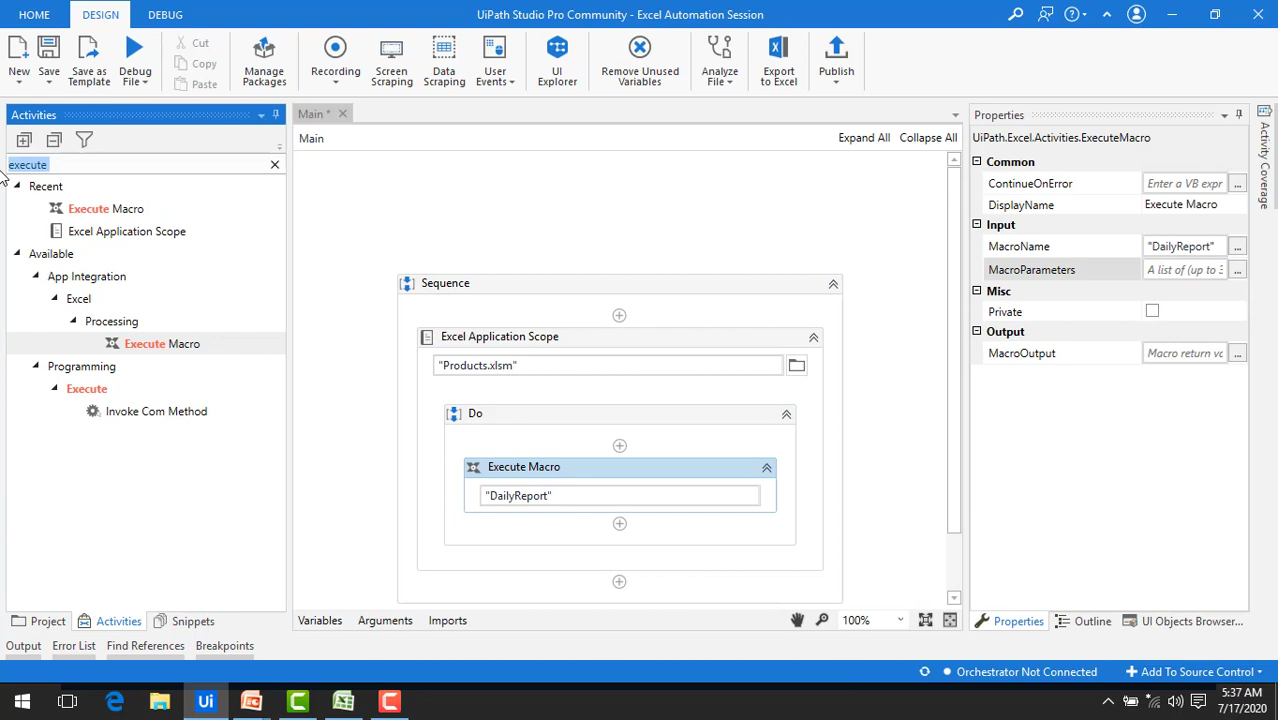 HOME DESIGN DEBUG UiPath Studio Pro Community - Excel Automation Session
New Save Save as Template Debug File Cut Copy Paste Manage Packages Recording Screen Scraping Data Scraping User Events UI Explorer Remove Unused Variables Analyze File Export to Excel Publish
Activities
execute
Recent
Execute Macro
Excel Application Scope
Available
App Integration
Excel
Processing
Execute Macro
Programming
Execute
Invoke Com Method
Project Activities Snippets
Main *
Main Expand All Collapse All
Sequence
Excel Application Scope
"Products.xlsm"
Do
Execute Macro
"DailyReport"
Variables Arguments Imports 100%
Properties
UiPath.Excel.Activities.ExecuteMacro
Common
ContinueOnError Enter a VB expr ...
DisplayName Execute Macro
Input
MacroName "DailyReport" ...
MacroParameters A list of (up to 3 ...
Misc
Private
Output
MacroOutput Macro return va ...
Properties Outline UI Objects Browser...
Activity Coverage
Output Error List Find References Breakpoints
Orchestrator Not Connected Add To Source Control
Ui
5:37 AM
7/17/2020